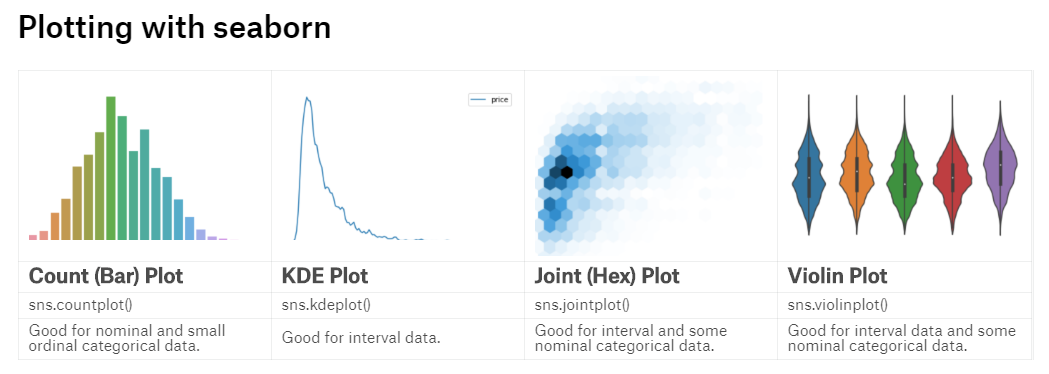 Plotting with seaborn
price
Count (Bar) Plot
KDE Plot
Joint (Hex) Plot
Violin Plot
sns.countplot()
sns.kdeplot()
sns.jointplot()
sns.violinplot()
Good for nominal and small
ordinal categorical data.
Good for interval data.
Good for interval and some
nominal categorical data.
Good for interval data and some
nominal categorical data.